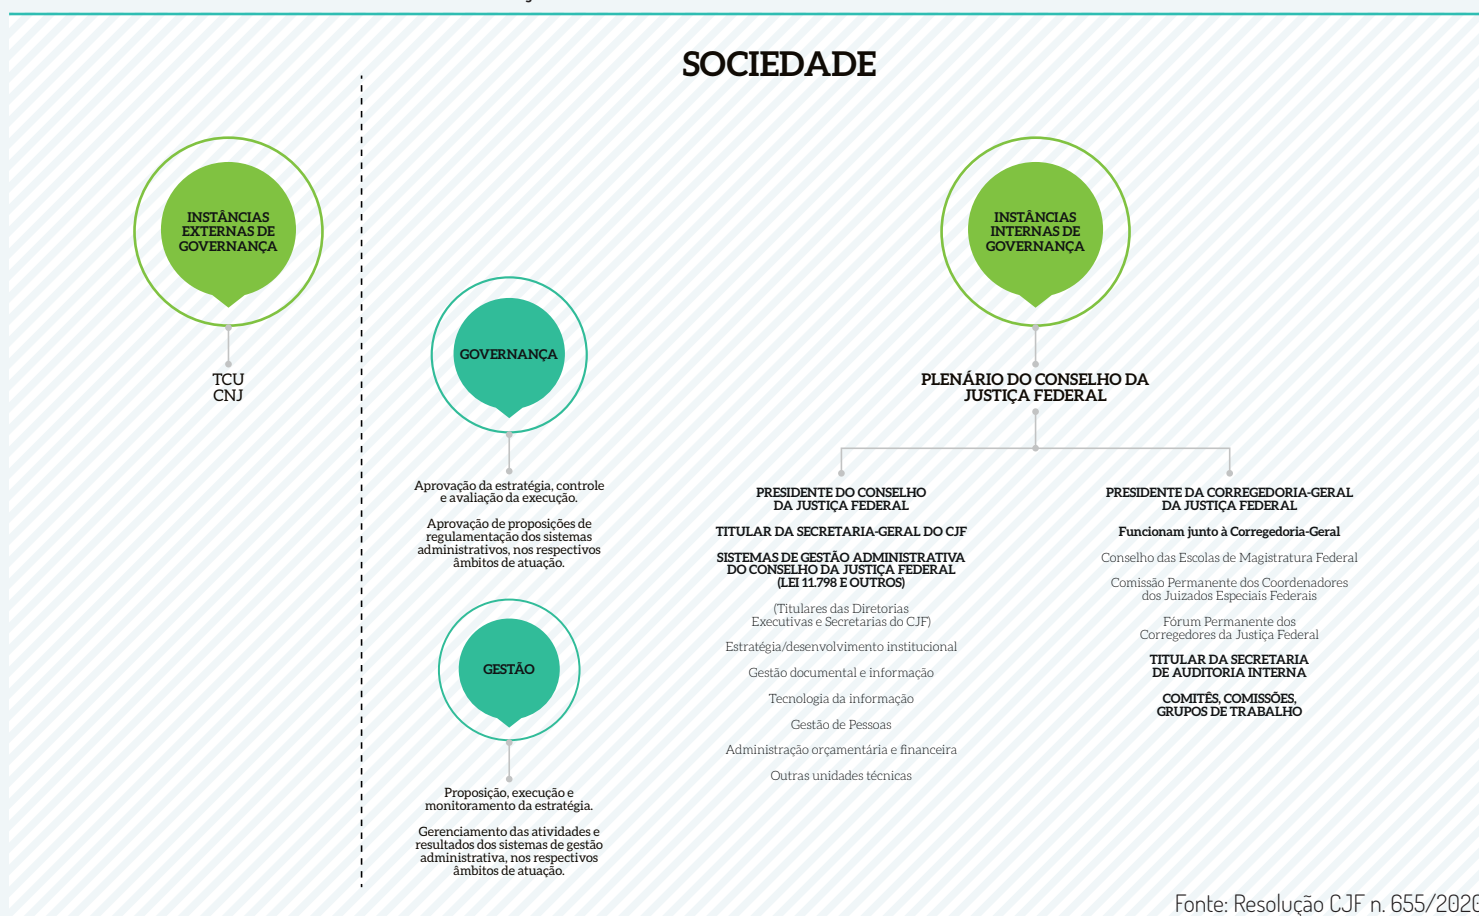 SOCIEDADE
INSTÂNCIAS
EXTERNAS DE
GOVERNANÇA
TCU
CNJ
GOVERNANÇA
Aprovação da estratégia, controle
e avaliação da execução.
Aprovação de proposições de
regulamentação dos sistemas
administrativos, nos respectivos
âmbitos de atuação.
GESTÃO
Proposição, execução e
monitoramento da estratégia.
Gerenciamento das atividades e
resultados dos sistemas de gestão
administrativa, nos respectivos
âmbitos de atuação.
INSTÂNCIAS
INTERNAS DE
GOVERNANÇA
PLENÁRIO DO CONSELHO DA
JUSTIÇA FEDERAL
PRESIDENTE DO CONSELHO
DA JUSTIÇA FEDERAL
TITULAR DA SECRETARIA-GERAL DO CJF
SISTEMAS DE GESTÃO ADMINISTRATIVA
DO CONSELHO DA JUSTIÇA FEDERAL
(LEI 11.798 E OUTROS)
(Titulares das Diretorias
Executivas e Secretarias do CJF)
Estratégia/desenvolvimento institucional
Gestão documental e informação
Tecnologia da informação
Gestão de Pessoas
Administração orçamentária e financeira
Outras unidades técnicas
PRESIDENTE DA CORREGEDORIA-GERAL
DA JUSTIÇA FEDERAL
Funcionam junto à Corregedoria-Geral
Conselho das Escolas de Magistratura Federal
Comissão Permanente dos Coordenadores
dos Juizados Especiais Federais
Fórum Permanente dos
Corregedores da Justiça Federal
TITULAR DA SECRETARIA
DE AUDITORIA INTERNA
COMITÊS, COMISSÕES,
GRUPOS DE TRABALHO
Fonte: Resolução CJF n. 655/2020